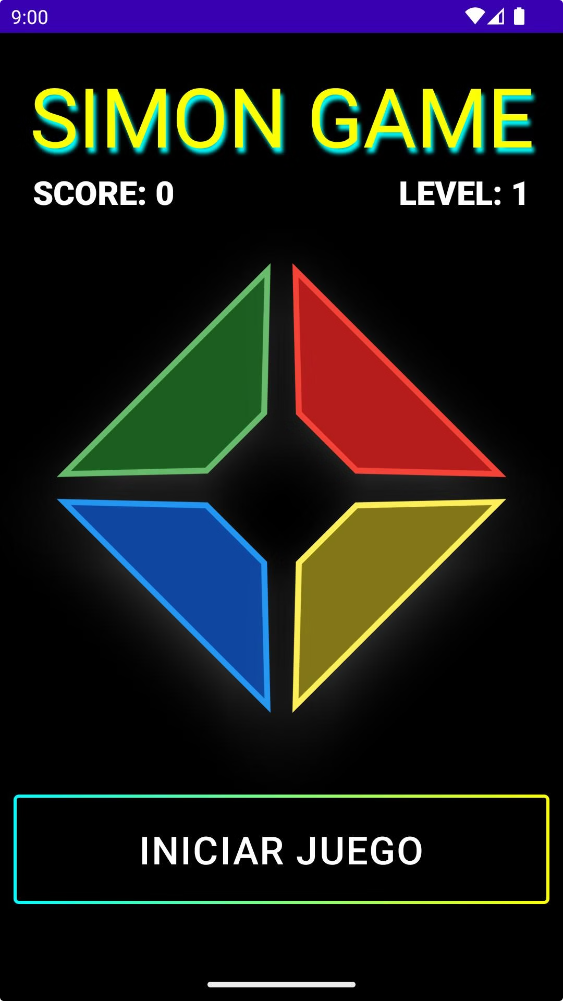 9:00
SIMON GAME
SCORE: 0 LEVEL: 1
INICIAR JUEGO